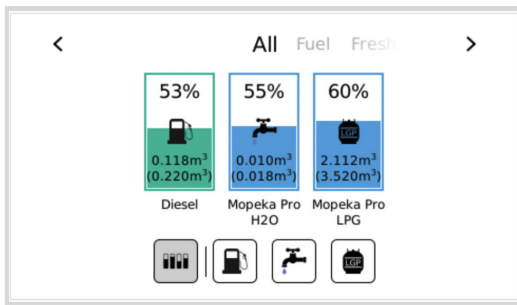 All Fuel Fresh
53% 55% 60%
LGP
0.118m³ 0.010m³ 2.112m³
(0.220m³) (0.018m³) (3.520m³)
Diesel Mopeka Pro Mopeka Pro
H2O LPG
LGP